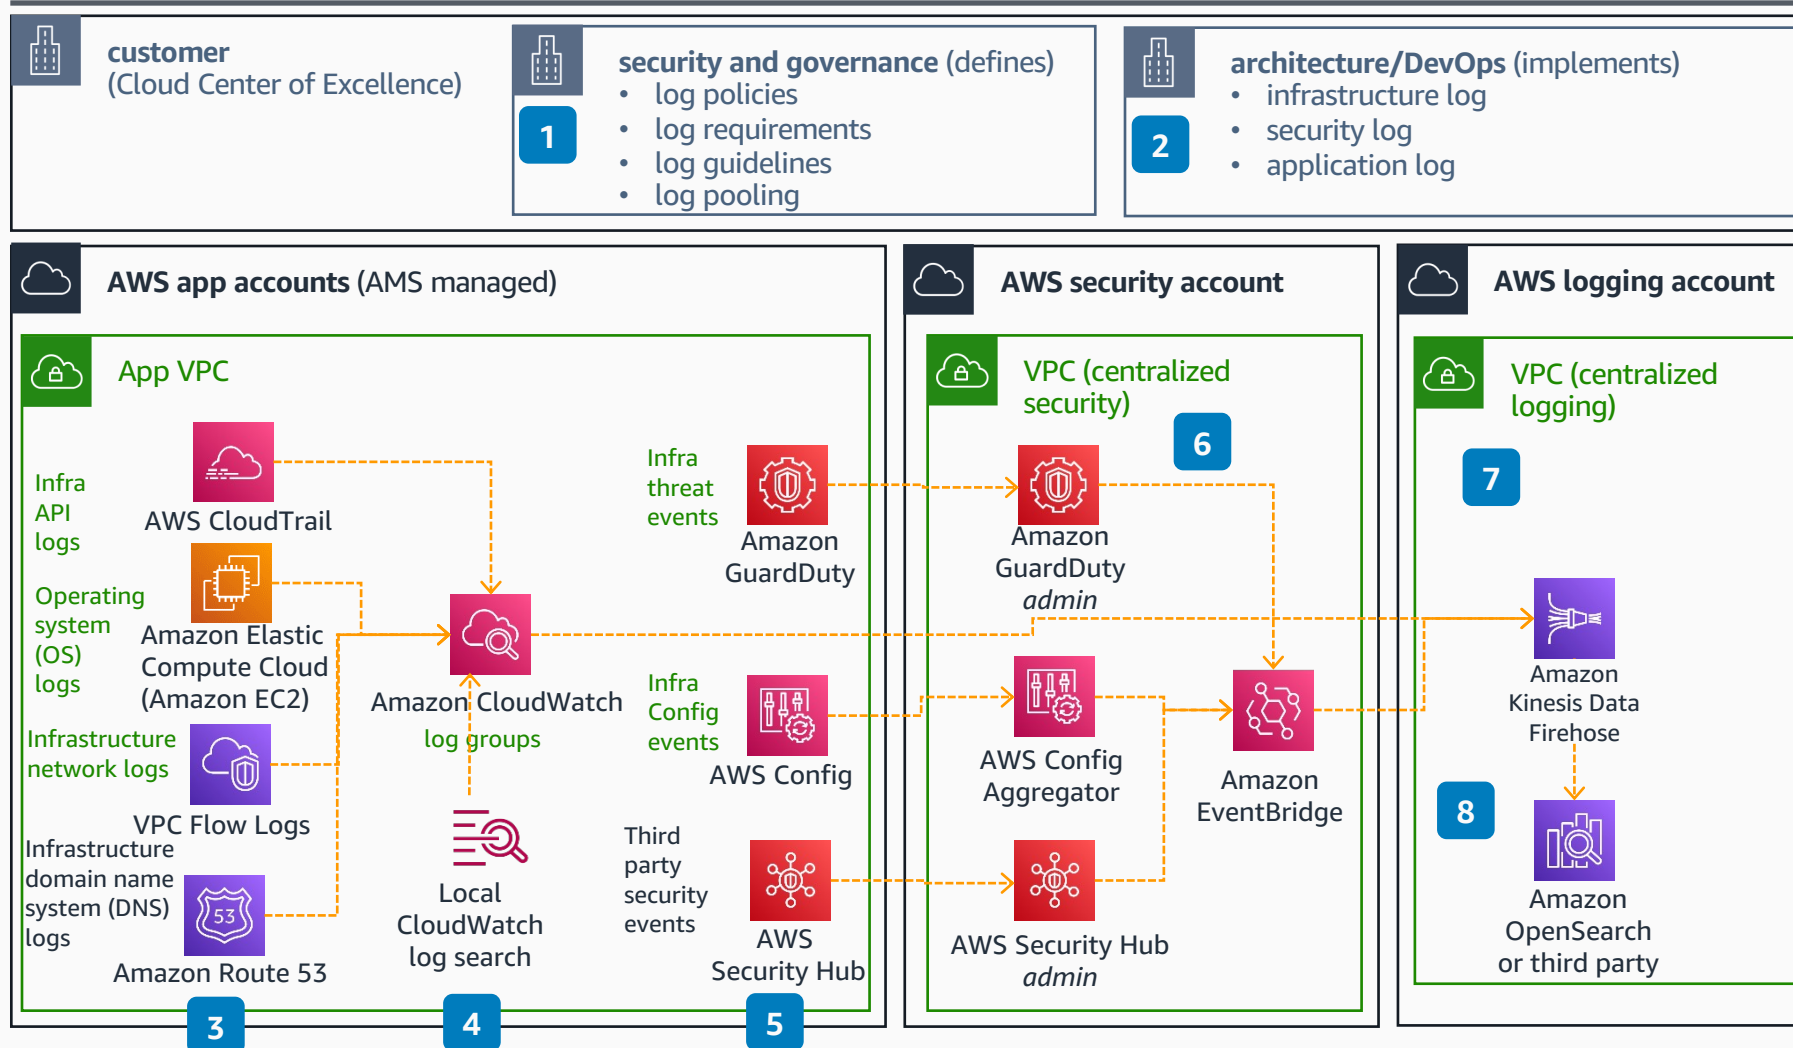 customer
(Cloud Center of Excellence)
1
security and governance (defines)
• log policies
• log requirements
• log guidelines
• log pooling
2
architecture/DevOps (implements)
• infrastructure log
• security log
• application log
AWS app accounts (AMS managed)
App VPC
Infra
API
logs
AWS CloudTrail
Operating
system
(OS)
logs
Amazon Elastic
Compute Cloud
(Amazon EC2)
Infrastructure
network logs
VPC Flow Logs
Infrastructure
domain name
system (DNS)
logs
53
Amazon Route 53
3
Amazon CloudWatch
log groups
Local
CloudWatch
log search
4
Infra
threat
events
Amazon
GuardDuty
Infra
Config
events
AWS Config
Third
party
security
events
AWS
Security Hub
5
AWS security account
VPC (centralized
security)
6
Amazon
GuardDuty
admin
AWS Config
Aggregator
AWS Security Hub
admin
Amazon
EventBridge
AWS logging account
VPC (centralized
logging)
7
Amazon
Kinesis Data
Firehose
8
Amazon
OpenSearch
or third party